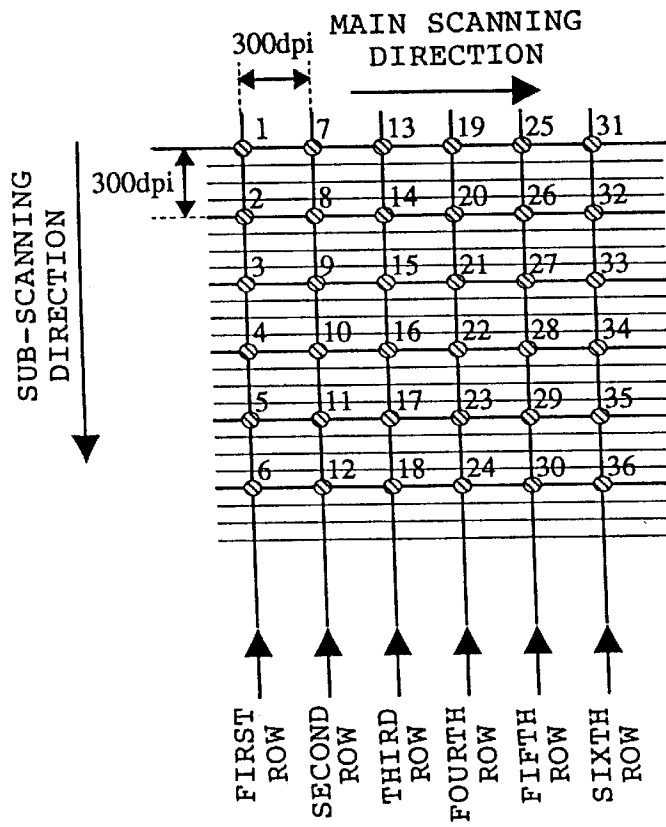 MAIN SCANNING
DIRECTION
300dpi
1 7 13 19 25 31
300dpi
2 8 14 20 26 32
3 9 15 21 27 33
4 10 16 22 28 34
5 11 17 23 29 35
6 12 18 24 30 36
SUB-SCANNING
DIRECTION
FIRST
ROW
SECOND
ROW
THIRD
ROW
FOURTH
ROW
FIFTH
ROW
SIXTH
ROW